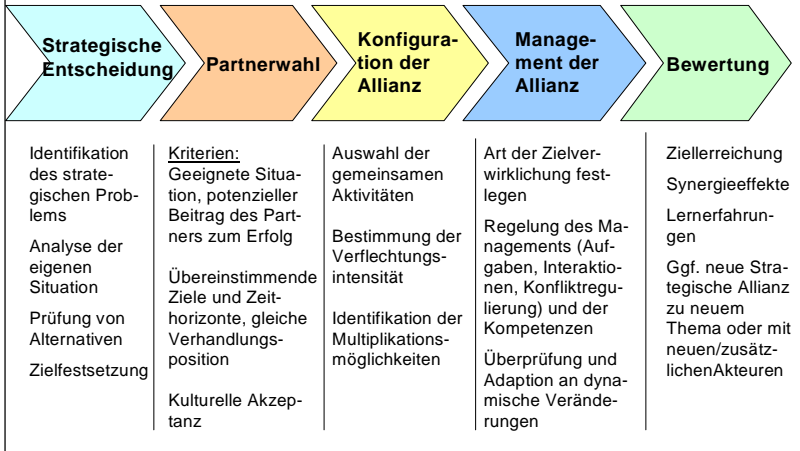 Strategische
Entscheidung
Partnerwahl
Konfigura-
tion der
Allianz
Manage-
ment der
Allianz
Bewertung
Identifikation
des strate-
gischen Prob-
lems
Analyse der
eigenen
Situation
Prüfung von
Alternativen
Zielfestsetzung
Kriterien:
Geeignete Situa-
tion, potenzieller
Beitrag des Part-
ners zum Erfolg
Übereinstimmende
Ziele und Zeit-
horizonte, gleiche
Verhandlungs-
position
Kulturelle Akzep-
tanz
Auswahl der
gemeinsamen
Aktivitäten
Bestimmung der
Verflechtungs-
intensität
Identifikation der
Multiplikations-
möglichkeiten
Art der Zielver-
wirklichung fest-
legen
Regelung des Ma-
nagements (Auf-
gaben, Interaktio-
nen, Konfliktregu-
lierung) und der
Kompetenzen
Überprüfung und
Adaption an dyna-
mische Verände-
rungen
Ziellerreichung
Synergieeffekte
Lernerfahrun-
gen
Ggf. neue Stra-
tegische Allianz
zu neuem
Thema oder mit
neuen/zusätz-
lichenAkteuren